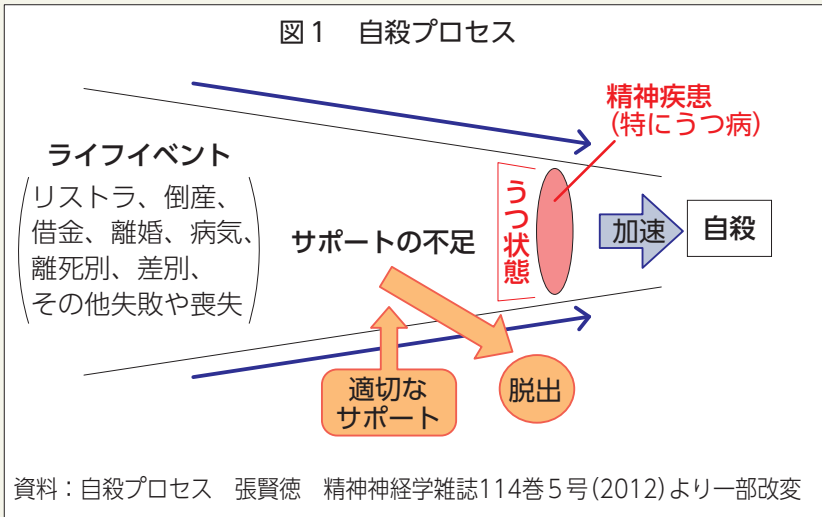 図1 自殺プロセス
精神疾患
(特にうつ病)
ライフイベント
リストラ、倒産、
借金、離婚、病気、
離死別、差別、
その他失敗や喪失
サポートの不足
うつ状態
加速
自殺
適切な
サポート
脱出
資料：自殺プロセス 張賢徳 精神神経学雑誌114巻5号(2012)より一部改変